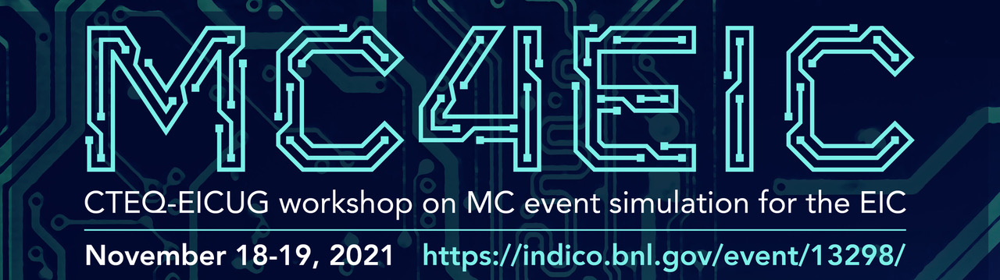 MC4EIC
CTEQ-EICUG workshop on MC event simulation for the EIC
November 18-19, 2021 https://indico.bnl.gov/event/13298/